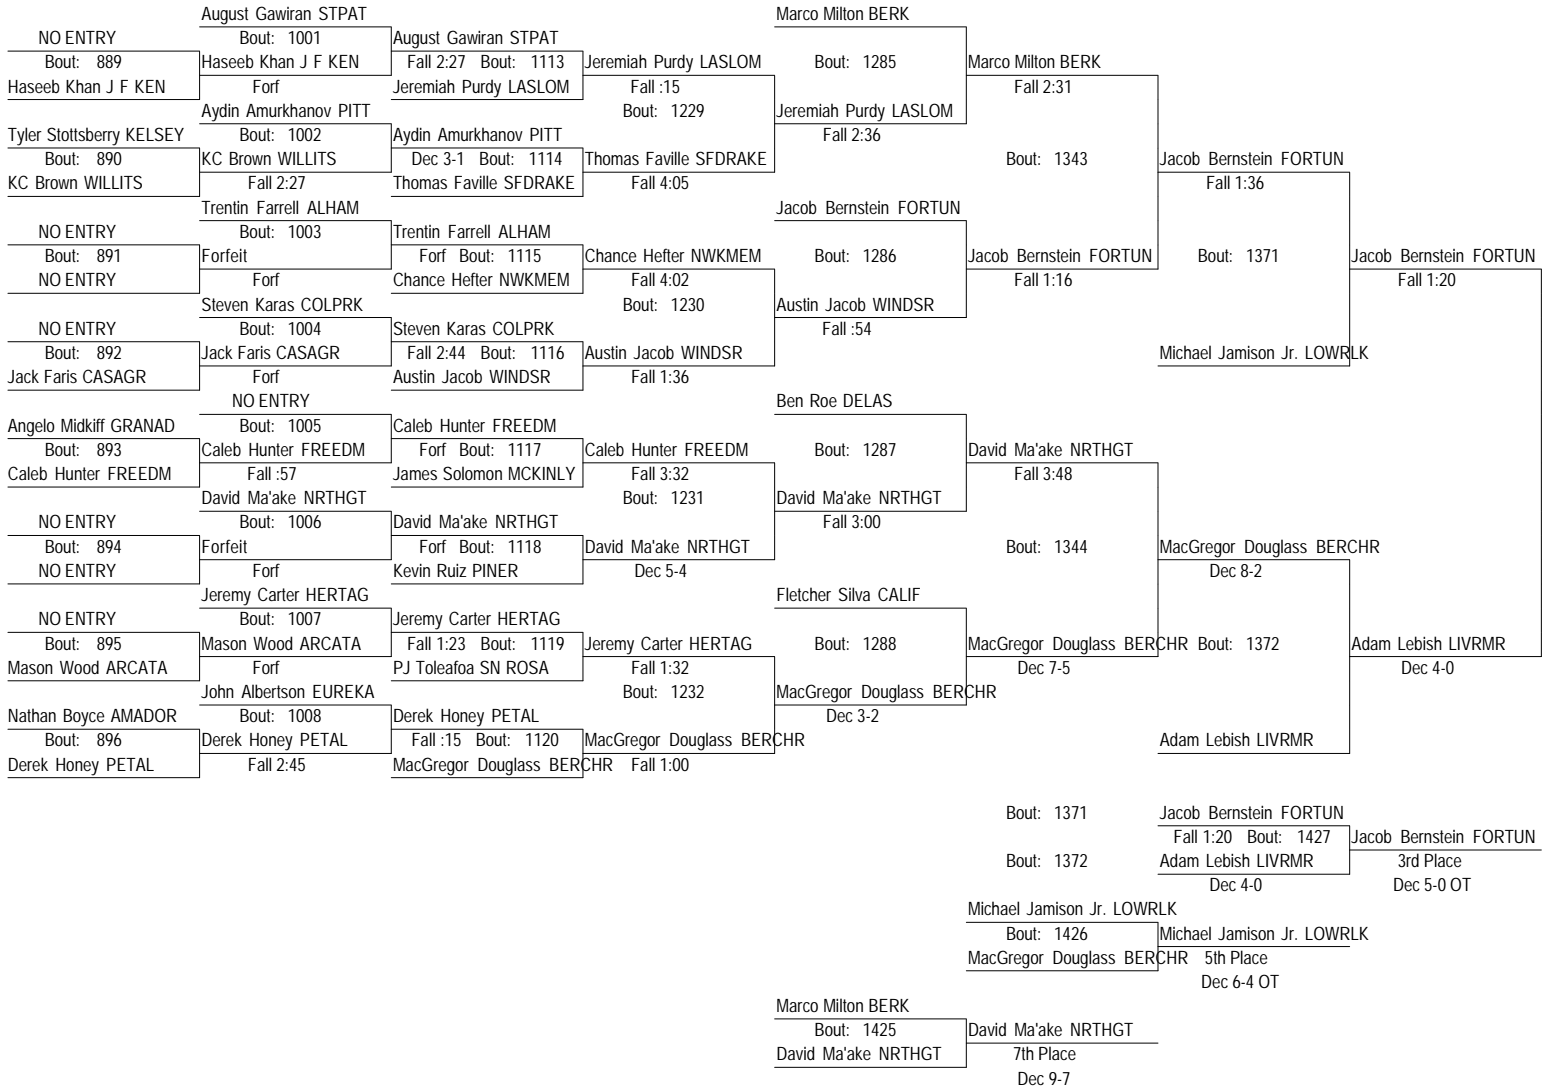 August Gawiran STPAT Marco Milton BERK
NO ENTRY Bout: 1001 August Gawiran STPAT
Bout: 889 Haseeb Khan J F KEN Fall 2:27 Bout: 1113 Jeremiah Purdy LASLOM Bout: 1285 Marco Milton BERK
Haseeb Khan J F KEN Forf Jeremiah Purdy LASLOM Fall :15 Fall 2:31
Aydin Amurkhanov PITT Bout: 1229 Jeremiah Purdy LASLOM
Tyler Stottsberry KELSEY Bout: 1002 Aydin Amurkhanov PITT Fall 2:36
Bout: 890 KC Brown WILLITS Dec 3-1 Bout: 1114 Thomas Faville SFDRAKE Bout: 1343 Jacob Bernstein FORTUN
KC Brown WILLITS Fall 2:27 Thomas Faville SFDRAKE Fall 4:05 Fall 1:36
Trentin Farrell ALHAM Jacob Bernstein FORTUN
NO ENTRY Bout: 1003 Trentin Farrell ALHAM
Bout: 891 Forfeit Forf Bout: 1115 Chance Hefter NWKMEM Bout: 1286 Jacob Bernstein FORTUN Bout: 1371 Jacob Bernstein FORTUN
NO ENTRY Forf Chance Hefter NWKMEM Fall 4:02 Fall 1:16 Fall 1:20
Steven Karas COLPRK Bout: 1230 Austin Jacob WINDSR
NO ENTRY Bout: 1004 Steven Karas COLPRK Fall :54
Bout: 892 Jack Faris CASAGR Fall 2:44 Bout: 1116 Austin Jacob WINDSR Michael Jamison Jr. LOWRLK
Jack Faris CASAGR Forf Austin Jacob WINDSR Fall 1:36
NO ENTRY Ben Roe DELAS
Angelo Midkiff GRANAD Bout: 1005 Caleb Hunter FREEDM
Bout: 893 Caleb Hunter FREEDM Forf Bout: 1117 Caleb Hunter FREEDM Bout: 1287 David Ma'ake NRTHGT
Caleb Hunter FREEDM Fall :57 James Solomon MCKINLY Fall 3:32 Fall 3:48
David Ma'ake NRTHGT Bout: 1231 David Ma'ake NRTHGT
NO ENTRY Bout: 1006 David Ma'ake NRTHGT Fall 3:00
Bout: 894 Forfeit Forf Bout: 1118 David Ma'ake NRTHGT Bout: 1344 MacGregor Douglass BERCHR
NO ENTRY Forf Kevin Ruiz PINER Dec 5-4 Dec 8-2
Jeremy Carter HERTAG Fletcher Silva CALIF
NO ENTRY Bout: 1007 Jeremy Carter HERTAG
Bout: 895 Mason Wood ARCATA Fall 1:23 Bout: 1119 Jeremy Carter HERTAG Bout: 1288 MacGregor Douglass BERCHR Bout: 1372 Adam Lebish LIVRMR
Mason Wood ARCATA Forf PJ Toleafoa SN ROSA Fall 1:32 Dec 7-5 Dec 4-0
John Albertson EUREKA Bout: 1232 MacGregor Douglass BERCHR
Nathan Boyce AMADOR Bout: 1008 Derek Honey PETAL Dec 3-2
Bout: 896 Derek Honey PETAL Fall :15 Bout: 1120 MacGregor Douglass BERCHR Adam Lebish LIVRMR
Derek Honey PETAL Fall 2:45 MacGregor Douglass BERCHR Fall 1:00
Bout: 1371 Jacob Bernstein FORTUN
Fall 1:20 Bout: 1427 Jacob Bernstein FORTUN
Bout: 1372 Adam Lebish LIVRMR 3rd Place
Dec 4-0 Dec 5-0 OT
Michael Jamison Jr. LOWRLK
Bout: 1426 Michael Jamison Jr. LOWRLK
MacGregor Douglass BERCHR 5th Place
Dec 6-4 OT
Marco Milton BERK
Bout: 1425 David Ma'ake NRTHGT
David Ma'ake NRTHGT 7th Place
Dec 9-7